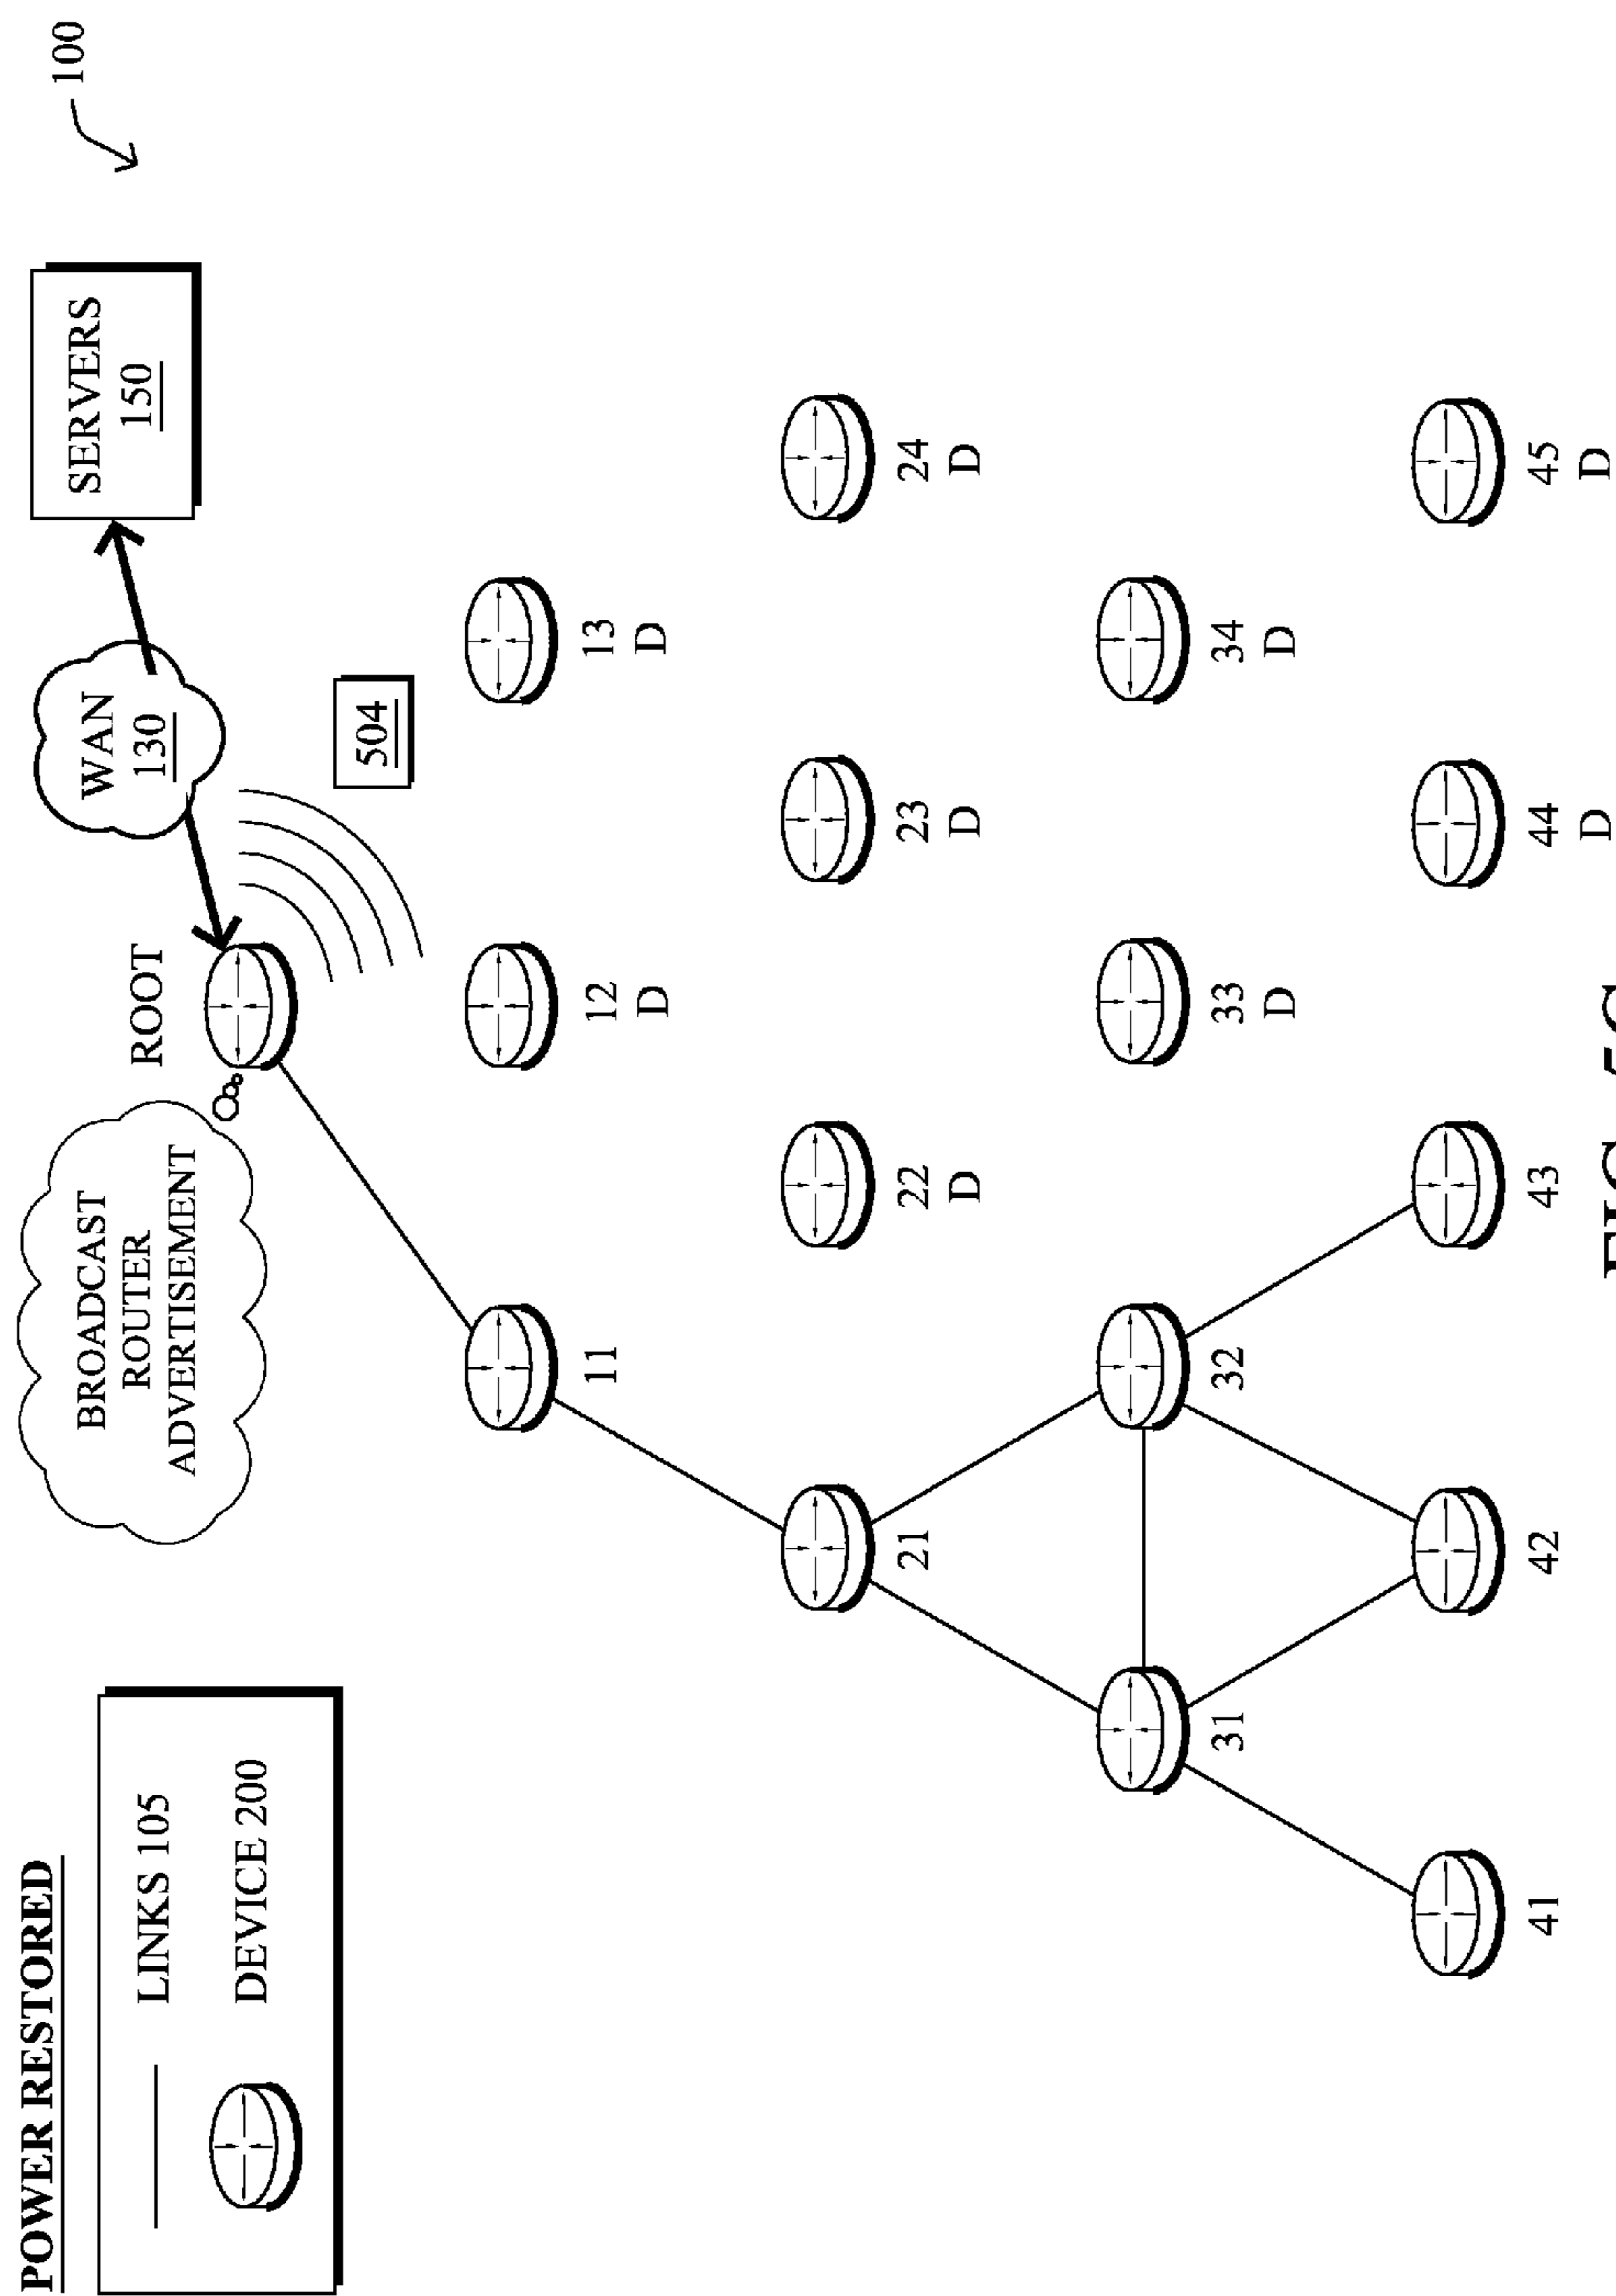 POWER RESTORED
LINKS 105
DEVICE 200
BROADCAST
ROUTER
ADVERTISEMENT
ROOT
WAN
130
SERVERS
150
100
504
11
12
D
13
D
21
22
D
23
D
24
D
31
32
33
D
34
D
41
42
43
44
D
45
D